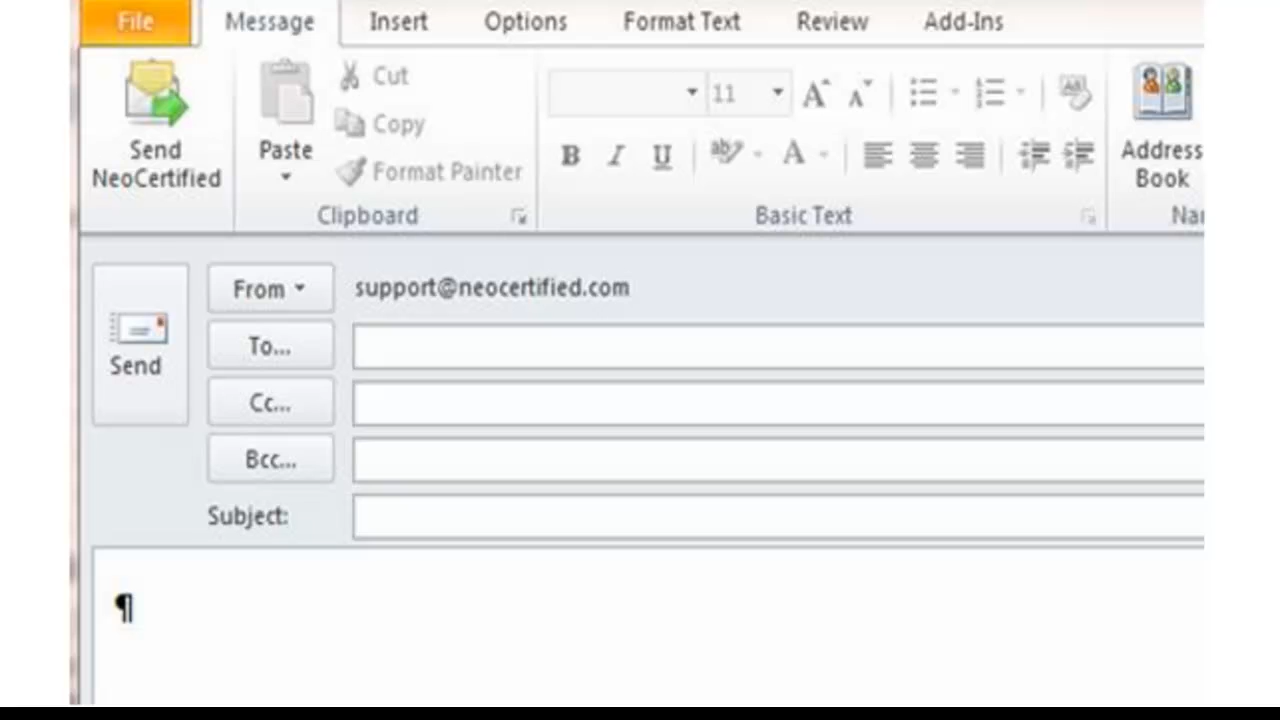 File Message Insert Options Format Text Review Add-Ins
Send NeoCertified
Paste
Cut
Copy
Format Painter
Clipboard
11
B I U
Basic Text
Address Book
Send
From support@neocertified.com
To...
Cc...
Bcc...
Subject:
¶